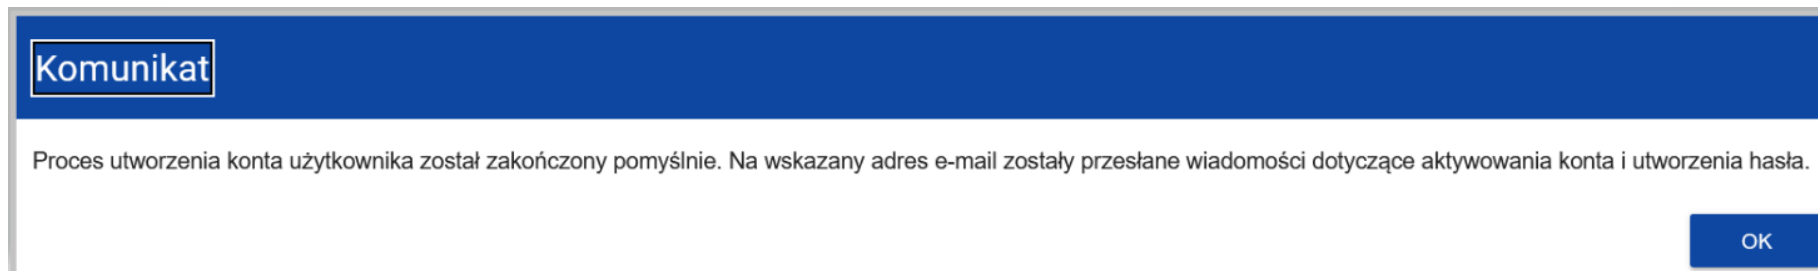 Komunikat
Proces utworzenia konta użytkownika został zakończony pomyślnie. Na wskazany adres e-mail zostały przesłane wiadomości dotyczące aktywowania konta i utworzenia hasła.
OK